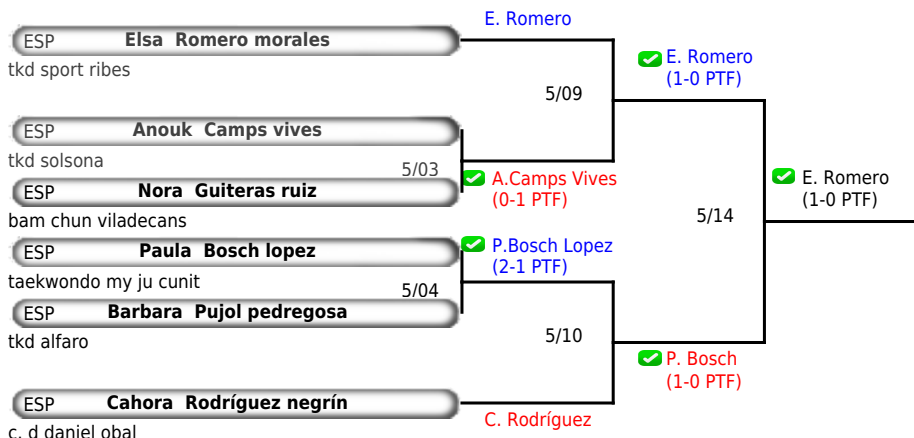 E. Romero
ESP Elsa Romero morales
tkd sport ribes
E. Romero
(1-0 PTF)
5/09
ESP Anouk Camps vives
tkd solsona
5/03
A.Camps Vives
(0-1 PTF)
ESP Nora Guiteras ruiz
bam chun viladecans
E. Romero
(1-0 PTF)
5/14
ESP Paula Bosch lopez
P.Bosch Lopez
(2-1 PTF)
taekwondo my ju cunit
5/04
ESP Barbara Pujol pedregosa
tkd alfaro
5/10
P. Bosch
(1-0 PTF)
ESP Cahora Rodríguez negrín
C. Rodríguez
c. d daniel obal